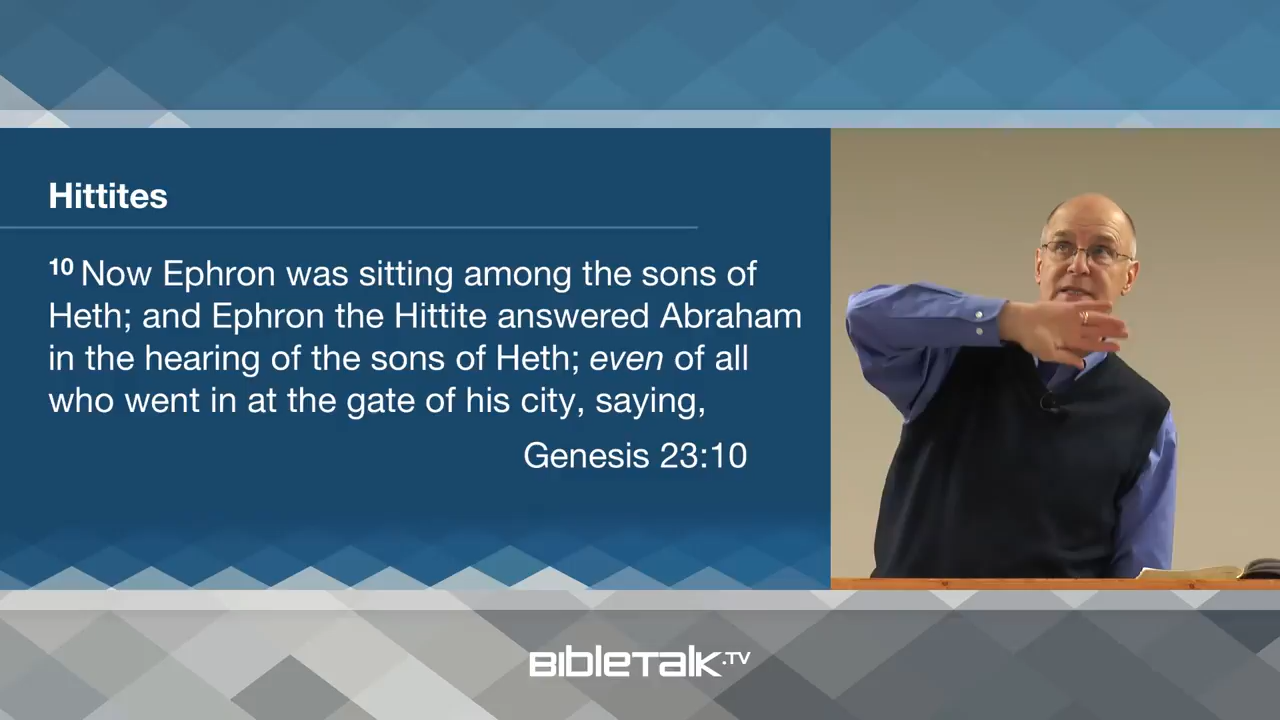 Hittites
10 Now Ephron was sitting among the sons of
Heth; and Ephron the Hittite answered Abraham
in the hearing of the sons of Heth; even of all
who went in at the gate of his city, saying,
Genesis 23:10
BIBLETALK.TV